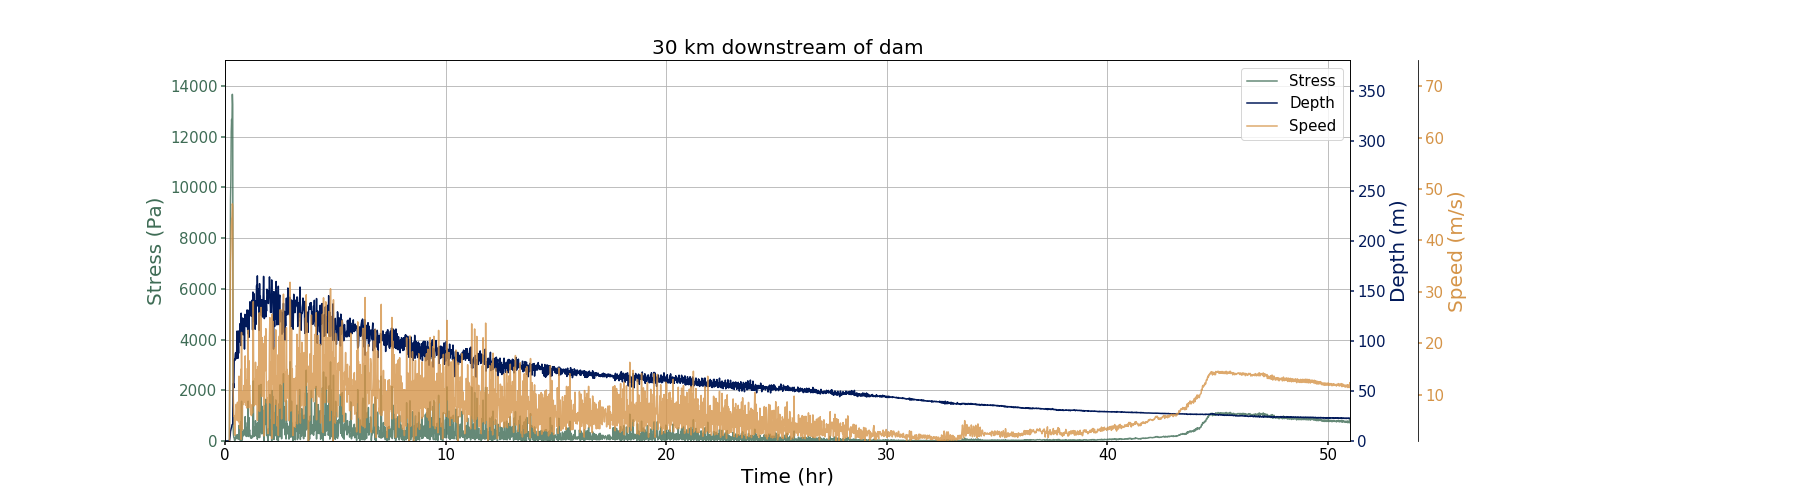 30 km downstream of dam
Stress (Pa)
14000
12000
10000
8000
6000
4000
2000
0
Stress
Depth
Speed
350
300
250
200
150
100
50
0
Depth (m)
70
60
50
40
30
20
10
Speed (m/s)
0 10 20 30 40 50
Time (hr)